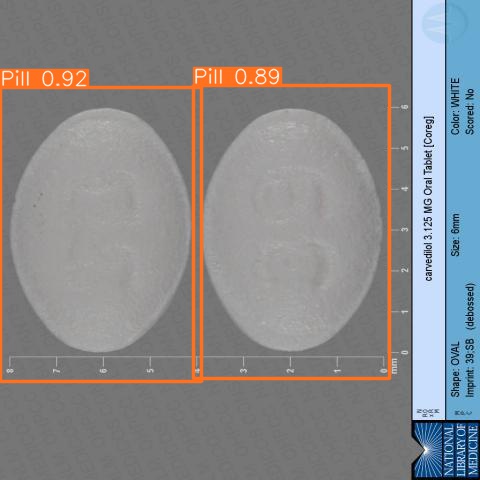 Pill 0.92
Pill 0.89
8
7
6
5
4
3
2
1
mm
0
1
2
3
4
5
6
carvedilol 3.125 MG Oral Tablet [Coreg]
Color: WHITE
Scored: No
Size: 6mm
Shape: OVAL
Imprint: 39;SB (debossed)
NATIONAL
LIBRARY OF
MEDICINE